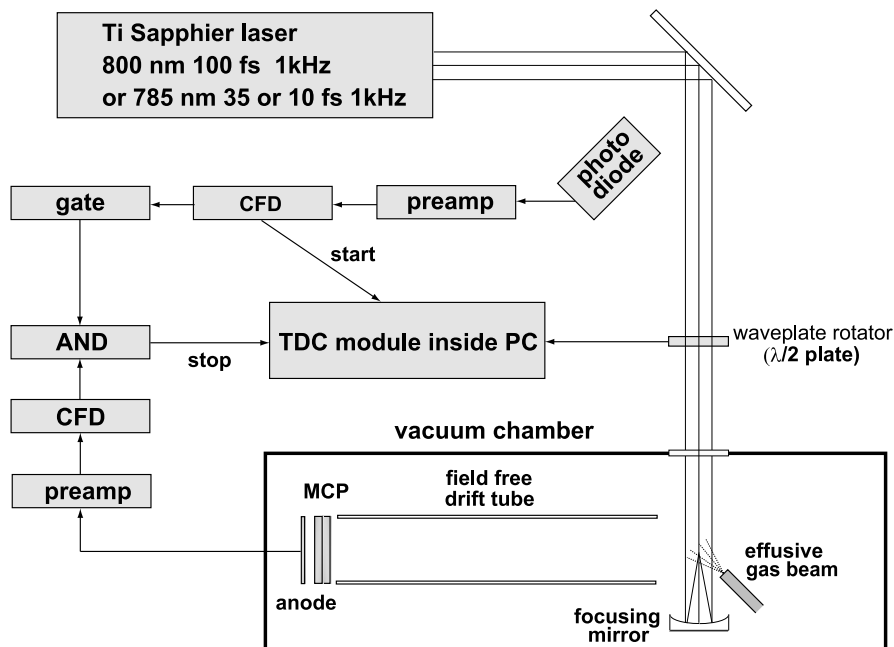 Ti Sapphier laser
800 nm 100 fs 1kHz
or 785 nm 35 or 10 fs 1kHz
photo
diode
gate
CFD
preamp
start
AND
stop
TDC module inside PC
waveplate rotator
(λ/2 plate)
CFD
vacuum chamber
preamp
MCP
field free
drift tube
effusive
gas beam
anode
focusing
mirror